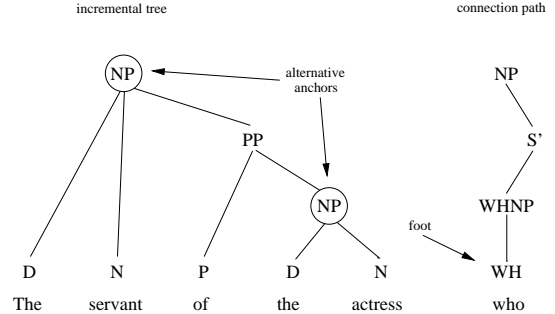 incremental tree
connection path
NP
alternative
anchors
NP
PP
S'
NP
WHNP
foot
D N P D N WH
The servant of the actress who